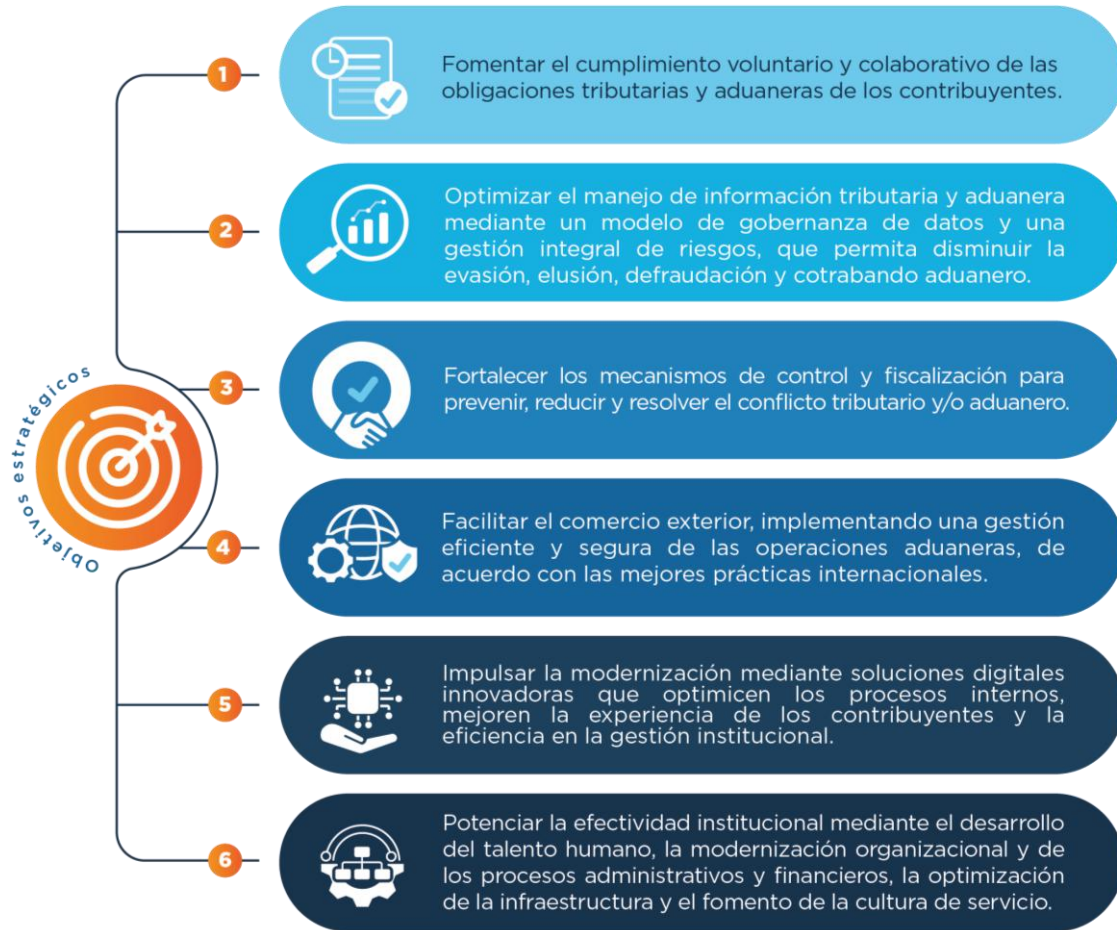 Objetivos estratégicos
1
Fomentar el cumplimiento voluntario y colaborativo de las
obligaciones tributarias y aduaneras de los contribuyentes.
2
Optimizar el manejo de información tributaria y aduanera
mediante un modelo de gobernanza de datos y una
gestión integral de riesgos, que permita disminuir la
evasión, elusión, defraudación y cotrabando aduanero.
3
Fortalecer los mecanismos de control y fiscalización para
prevenir, reducir y resolver el conflicto tributario y/o aduanero.
4
Facilitar el comercio exterior, implementando una gestión
eficiente y segura de las operaciones aduaneras, de
acuerdo con las mejores prácticas internacionales.
5
Impulsar la modernización mediante soluciones digitales
innovadoras que optimicen los procesos internos,
mejoren la experiencia de los contribuyentes y la
eficiencia en la gestión institucional.
6
Potenciar la efectividad institucional mediante el desarrollo
del talento humano, la modernización organizacional y de
los procesos administrativos y financieros, la optimización
de la infraestructura y el fomento de la cultura de servicio.